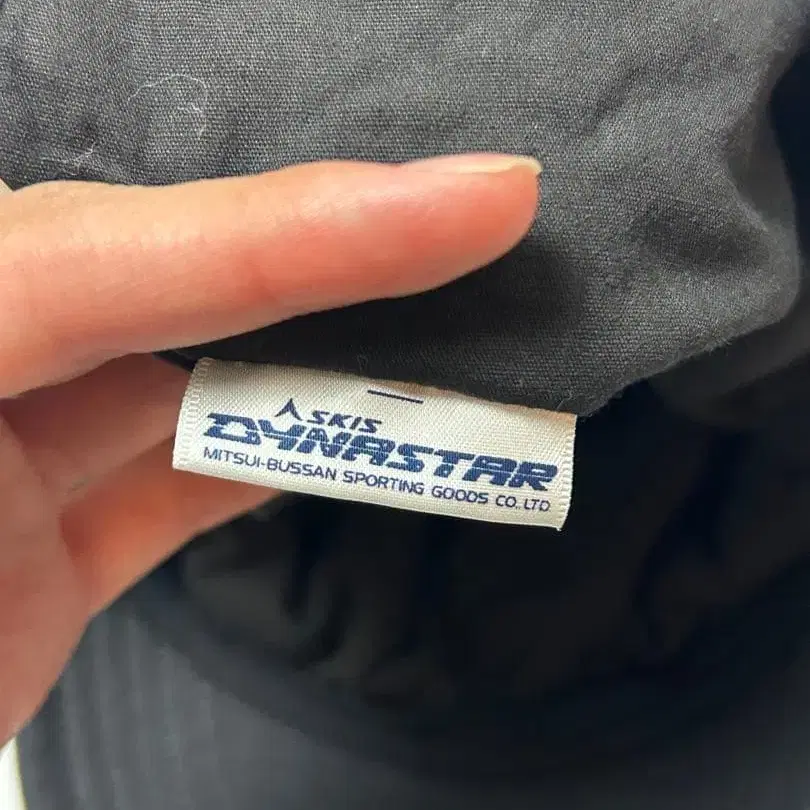 SKIS
DYNASTAR
MITSUI-BUSSAN SPORTING GOODS CO. LTD